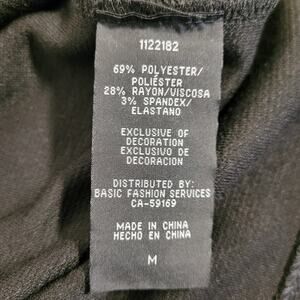 1122182
69% POLYESTER/
POLIÉSTER
28% RAYON/VISCOSA
3% SPANDEX/
ELASTANO
EXCLUSIVE OF
DECORATION
EXCLUSIVO DE
DECORACION
DISTRIBUTED BY:
BASIC FASHION SERVICES
CA-59169
MADE IN CHINA
HECHO EN CHINA
M